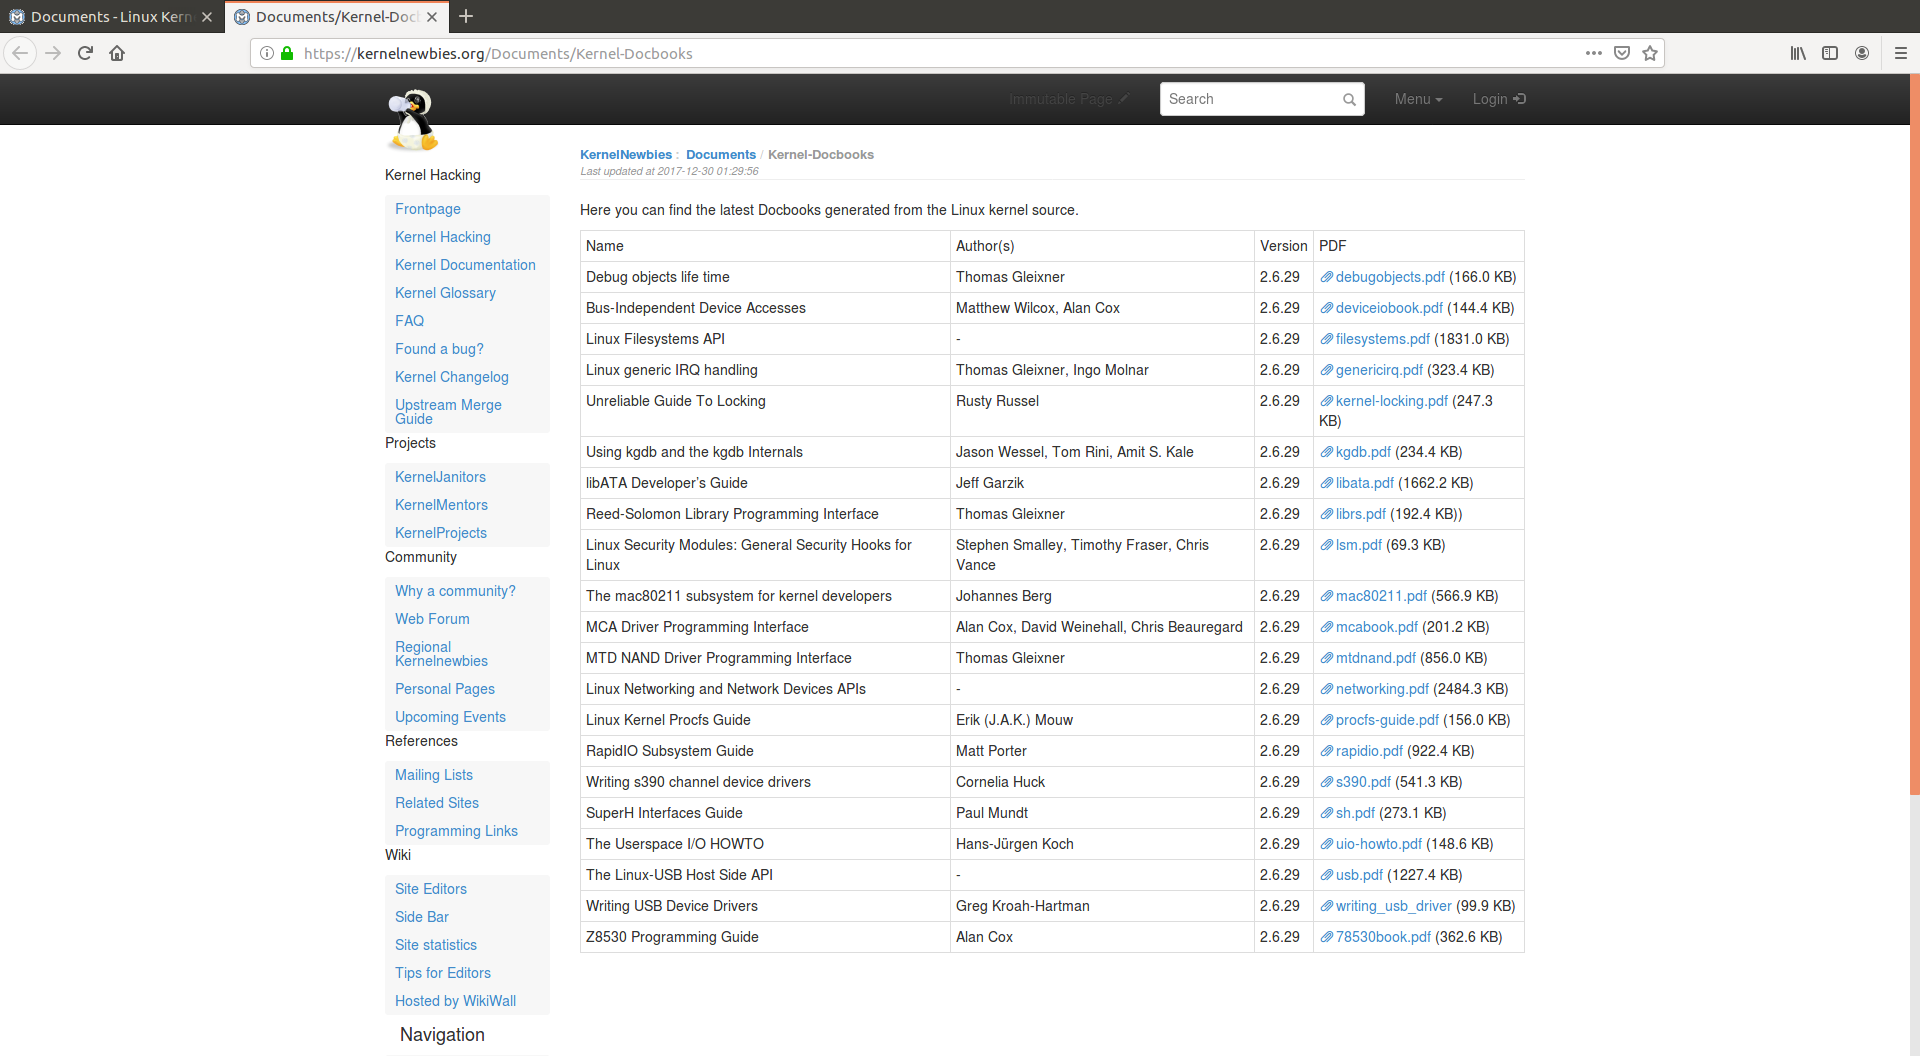 Documents - Linux Kern
Documents/Kernel-Doc
https://kernelnewbies.org/Documents/Kernel-Docbooks
Immutable Page
Search
Menu
Login
Kernel Hacking
Frontpage
Kernel Hacking
Kernel Documentation
Kernel Glossary
FAQ
Found a bug?
Kernel Changelog
Upstream Merge
Guide
Projects
KernelJanitors
KernelMentors
KernelProjects
Community
Why a community?
Web Forum
Regional
Kernelnewbies
Personal Pages
Upcoming Events
References
Mailing Lists
Related Sites
Programming Links
Wiki
Site Editors
Side Bar
Site statistics
Tips for Editors
Hosted by WikiWall
Navigation
KernelNewbies : Documents / Kernel-Docbooks
Last updated at 2017-12-30 01:29:56
Here you can find the latest Docbooks generated from the Linux kernel source.
Name Author(s) Version PDF
Debug objects life time Thomas Gleixner 2.6.29 debugobjects.pdf (166.0 KB)
Bus-Independent Device Accesses Matthew Wilcox, Alan Cox 2.6.29 deviceiobook.pdf (144.4 KB)
Linux Filesystems API - 2.6.29 filesystems.pdf (1831.0 KB)
Linux generic IRQ handling Thomas Gleixner, Ingo Molnar 2.6.29 genericirq.pdf (323.4 KB)
Unreliable Guide To Locking Rusty Russel 2.6.29 kernel-locking.pdf (247.3
KB)
Using kgdb and the kgdb Internals Jason Wessel, Tom Rini, Amit S. Kale 2.6.29 kgdb.pdf (234.4 KB)
libATA Developer’s Guide Jeff Garzik 2.6.29 libata.pdf (1662.2 KB)
Reed-Solomon Library Programming Interface Thomas Gleixner 2.6.29 librs.pdf (192.4 KB))
Linux Security Modules: General Security Hooks for Stephen Smalley, Timothy Fraser, Chris 2.6.29 lsm.pdf (69.3 KB)
Linux Vance
The mac80211 subsystem for kernel developers Johannes Berg 2.6.29 mac80211.pdf (566.9 KB)
MCA Driver Programming Interface Alan Cox, David Weinehall, Chris Beauregard 2.6.29 mcabook.pdf (201.2 KB)
MTD NAND Driver Programming Interface Thomas Gleixner 2.6.29 mtdnand.pdf (856.0 KB)
Linux Networking and Network Devices APIs - 2.6.29 networking.pdf (2484.3 KB)
Linux Kernel Procfs Guide Erik (J.A.K.) Mouw 2.6.29 procfs-guide.pdf (156.0 KB)
RapidIO Subsystem Guide Matt Porter 2.6.29 rapidio.pdf (922.4 KB)
Writing s390 channel device drivers Cornelia Huck 2.6.29 s390.pdf (541.3 KB)
SuperH Interfaces Guide Paul Mundt 2.6.29 sh.pdf (273.1 KB)
The Userspace I/O HOWTO Hans-Jürgen Koch 2.6.29 uio-howto.pdf (148.6 KB)
The Linux-USB Host Side API - 2.6.29 usb.pdf (1227.4 KB)
Writing USB Device Drivers Greg Kroah-Hartman 2.6.29 writing_usb_driver (99.9 KB)
Z8530 Programming Guide Alan Cox 2.6.29 78530book.pdf (362.6 KB)